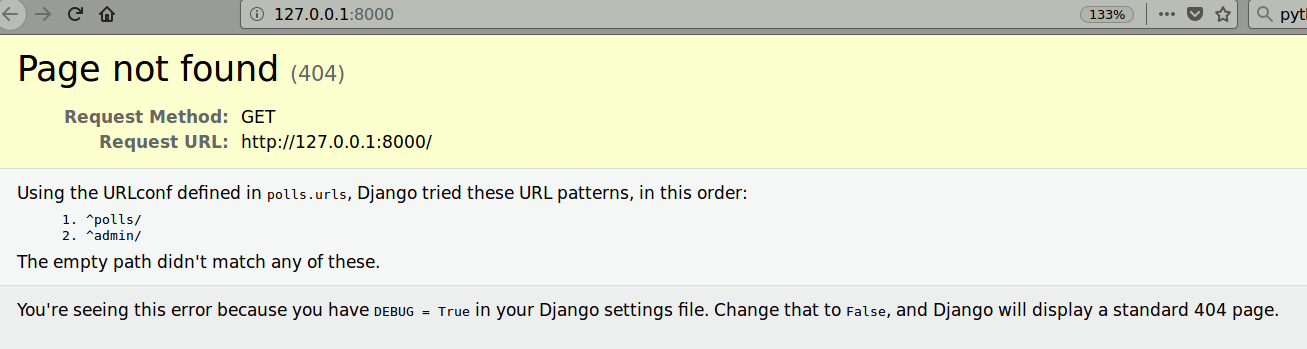 127.0.0.1:8000
133%
Page not found (404)
Request Method: GET
Request URL: http://127.0.0.1:8000/
Using the URLconf defined in polls.urls, Django tried these URL patterns, in this order:
1. ^polls/
2. ^admin/
The empty path didn't match any of these.
You're seeing this error because you have DEBUG = True in your Django settings file. Change that to False, and Django will display a standard 404 page.